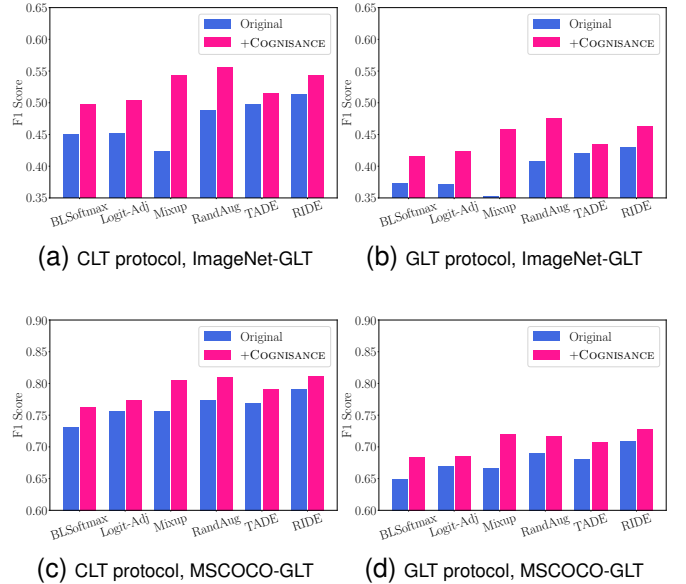 0.65
0.60
0.55
0.50
0.45
0.40
0.35
F1 Score
Original
+COGNISANCE
BLSoftmax
Logit-Adj
Mixup
RandAug
TADE
RIDE
(a) CLT protocol, ImageNet-GLT
0.65
0.60
0.55
0.50
0.45
0.40
0.35
F1 Score
Original
+COGNISANCE
BLSoftmax
Logit-Adj
Mixup
RandAug
TADE
RIDE
(b) GLT protocol, ImageNet-GLT
0.90
0.85
0.80
0.75
0.70
0.65
0.60
F1 Score
Original
+COGNISANCE
BLSoftmax
Logit-Adj
Mixup
RandAug
TADE
RIDE
(c) CLT protocol, MSCOCO-GLT
0.90
0.85
0.80
0.75
0.70
0.65
0.60
F1 Score
Original
+COGNISANCE
BLSoftmax
Logit-Adj
Mixup
RandAug
TADE
RIDE
(d) GLT protocol, MSCOCO-GLT